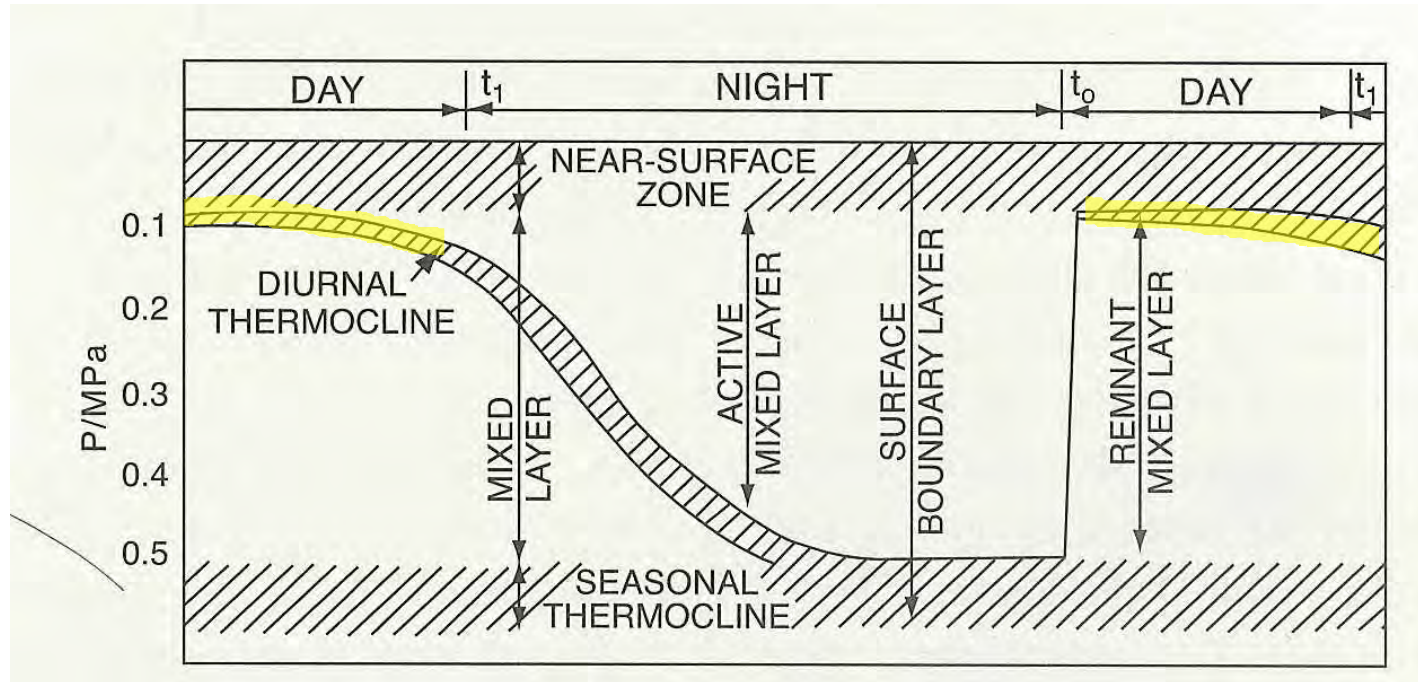 DAY t₁ NIGHT t₀ DAY t₁
NEAR-SURFACE
ZONE
0.1
DIURNAL
THERMOCLINE
0.2
0.3
0.4
0.5
P/MPa
MIXED
LAYER
ACTIVE
MIXED LAYER
SURFACE
BOUNDARY LAYER
REMNANT
MIXED LAYER
SEASONAL
THERMOCLINE